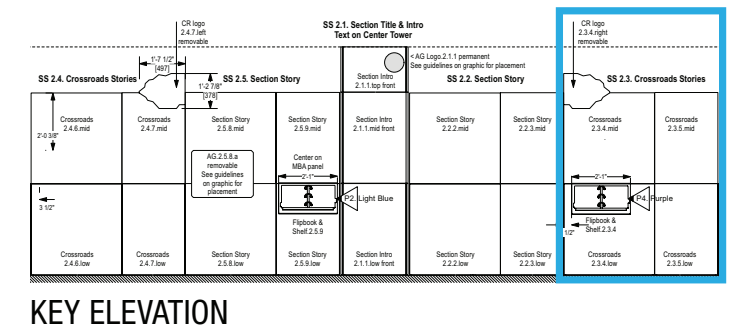 CR logo
2.4.7.left
removable
SS 2.1. Section Title & Intro
Text on Center Tower
CR logo
2.3.4.right
removable
1'-7 1/2"
[497]
< AG Logo.2.1.1 permanent
See guidelines on graphic for
placement
SS 2.4. Crossroads Stories
1'-2 7/8"
[378]
SS 2.5. Section Story
Section Intro
2.1.1.top front
SS 2.2. Section Story
SS 2.3. Crossroads Stories
2'-0 3/8"
Crossroads
2.4.6.mid
Crossroads
2.4.7.mid
Section Story
2.5.8.mid
Section Story
2.5.9.mid
Section Intro
2.1.1.mid front
Section Story
2.2.2.mid
Section Story
2.2.3.mid
Crossroads
2.3.4.mid
Crossroads
2.3.5.mid
AG.2.5.8.a
removable
See guidelines
on graphic for
placement
Center on
MBA panel
2'-1"
2'-1"
3 1/2"
P2. Light Blue
P4. Purple
Flipbook &
Shelf.2.5.9
Flipbook &
Shelf.2.3.4
1/2"
Crossroads
2.4.6.low
Crossroads
2.4.7.low
Section Story
2.5.8.low
Section Story
2.5.9.low
Section Intro
2.1.1.low front
Section Story
2.2.2.low
Section Story
2.2.3.low
Crossroads
2.3.4.low
Crossroads
2.3.5.low
KEY ELEVATION